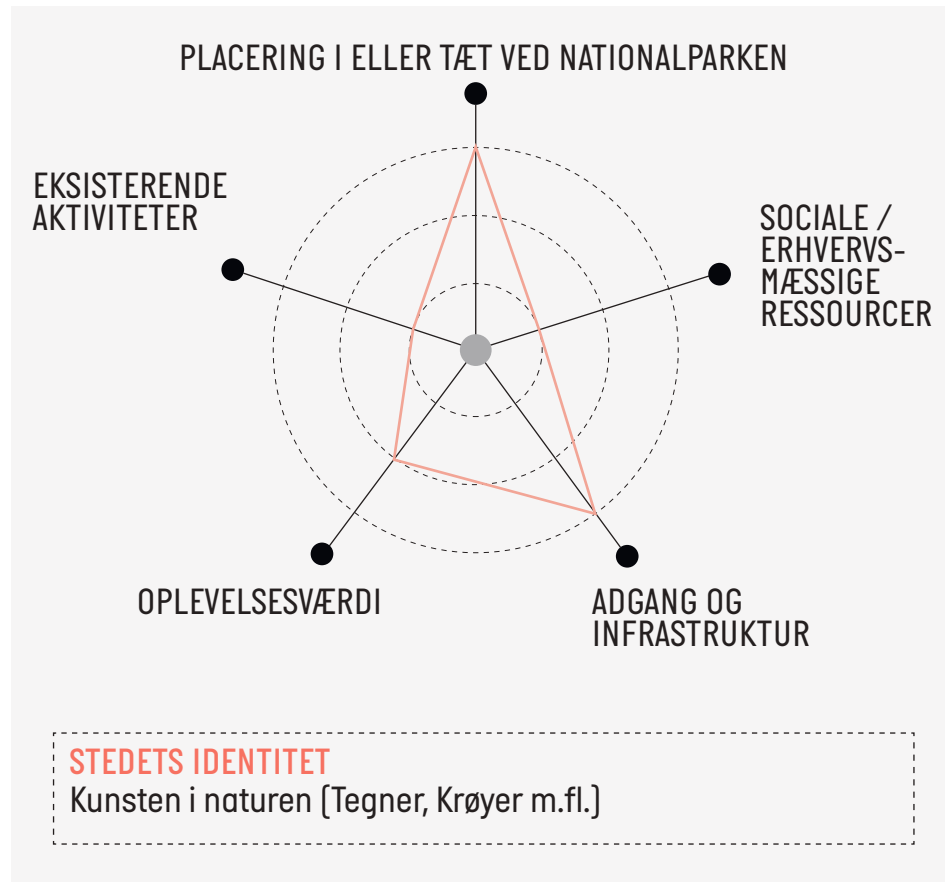 PLACERING I ELLER TÆT VED NATIONALPARKEN
EKSISTERENDE
AKTIVITETER
SOCIALE /
ERHVERVS-
MÆSSIGE
RESSOURCER
OPLEVELSESVÆRDI
ADGANG OG
INFRASTRUKTUR
STEDETS IDENTITET
Kunsten i naturen (Tegner, Krøyer m.fl.)